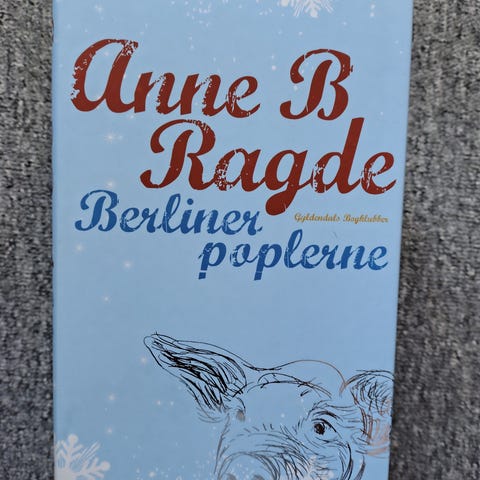 Anne B
Ragde
Berliner
Gyldendals Bogklubber
poplerne